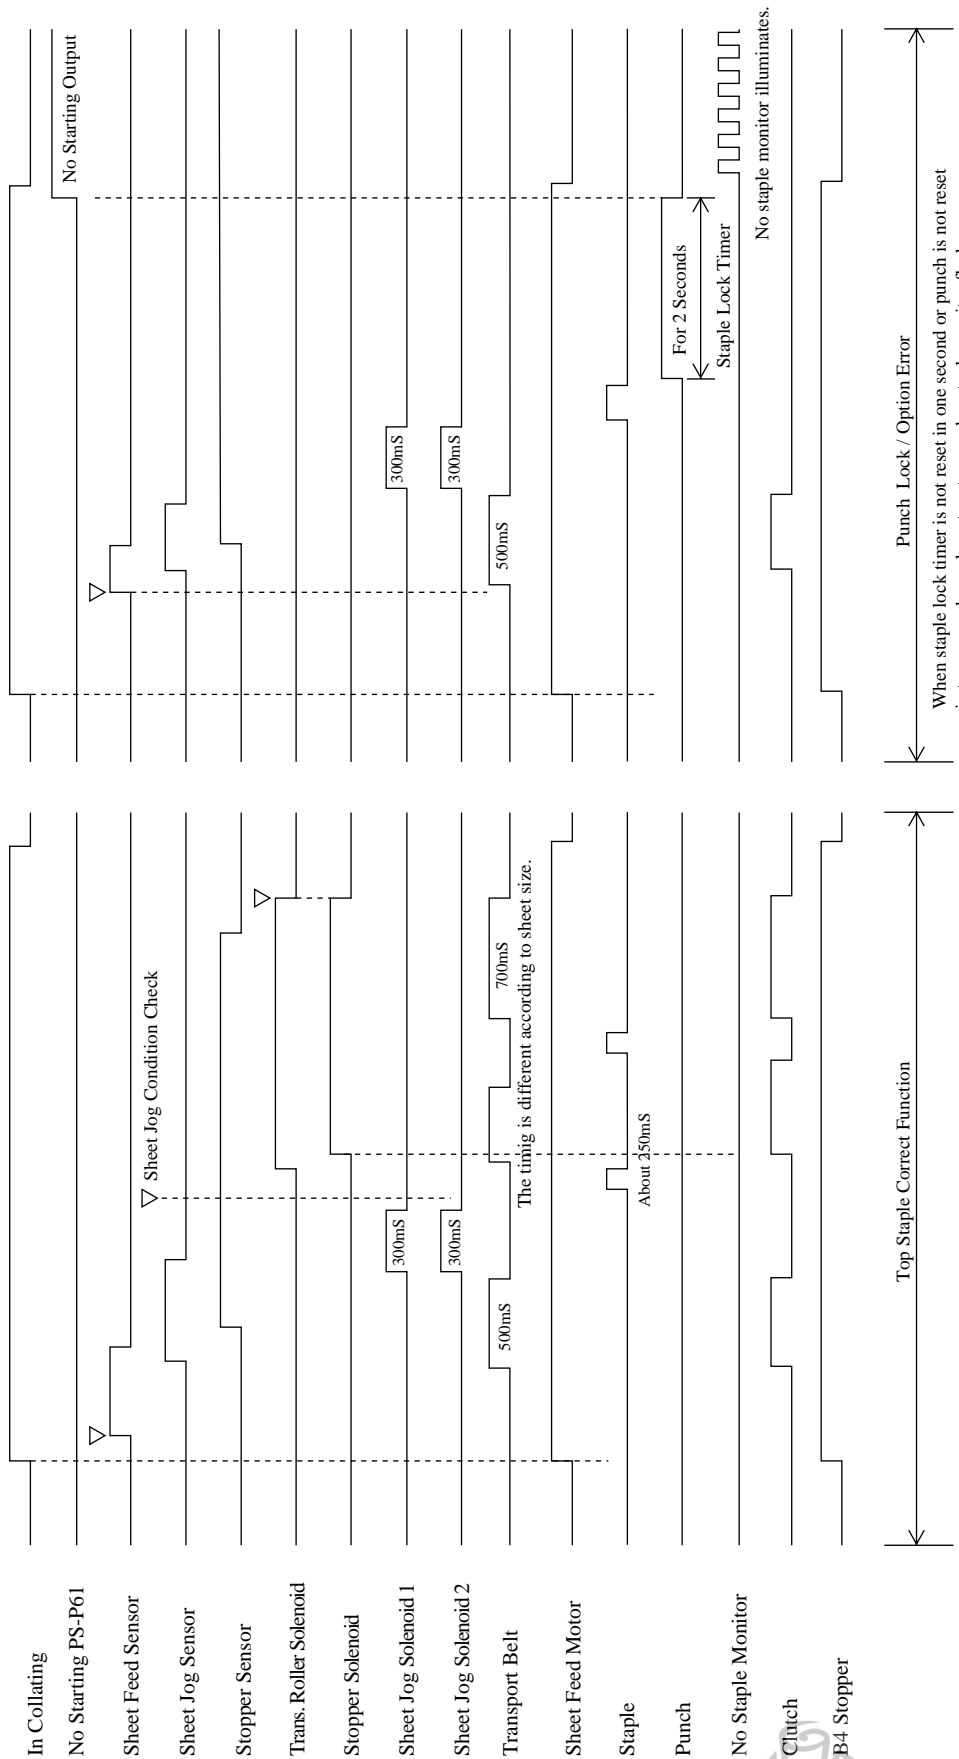 In Collating
No Starting PS-P61
Sheet Feed Sensor
Sheet Jog Sensor
Stopper Sensor
Trans. Roller Solenoid
Stopper Solenoid
Sheet Jog Solenoid 1
Sheet Jog Solenoid 2
Transport Belt
Sheet Feed Motor
Staple
Punch
No Staple Monitor
Clutch
B4 Stopper
Sheet Jog Condition Check
300mS
300mS
500mS
700mS
The timig is different according to sheet size.
About 250mS
Top Staple Correct Function
No Starting Output
300mS
300mS
500mS
For 2 Seconds
Staple Lock Timer
No staple monitor illuminates.
Punch Lock / Option Error
When staple lock timer is not reset in one second or punch is not reset